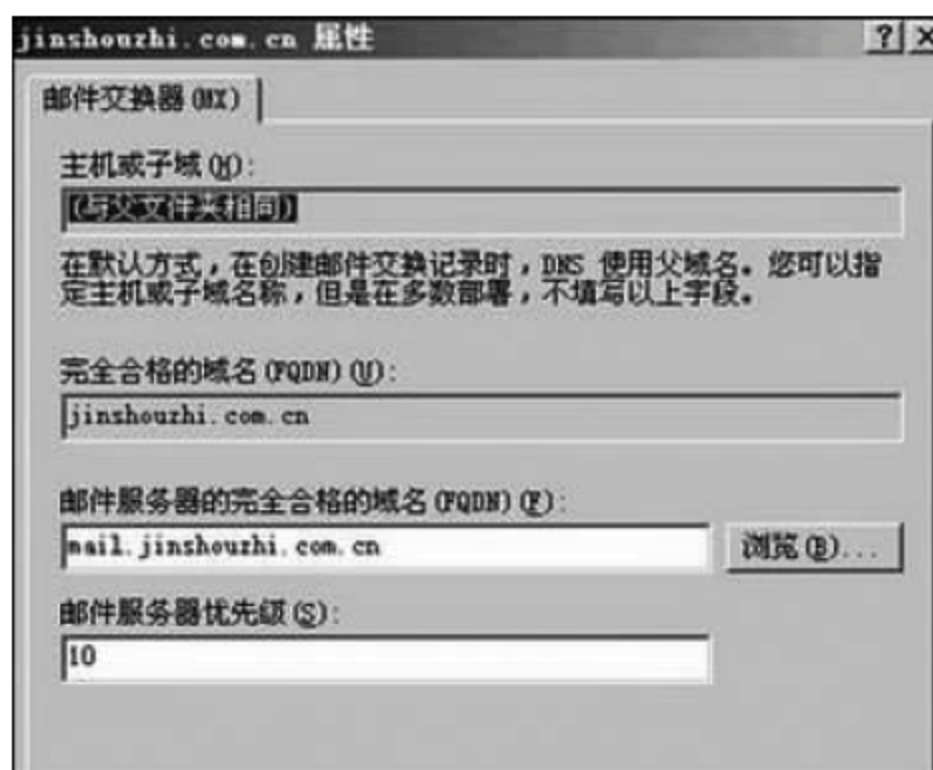 jinshouzhi.com.cn 属性
邮件交换器(MX)
主机或子域(H):
(与父文件夹相同)
在默认方式，在创建邮件交换记录时，DNS 使用父域名。您可以指
定主机或子域名称，但是在多数部署，不填写以上字段。
完全合格的域名(FQDN)(U):
jinshouzhi.com.cn
邮件服务器的完全合格的域名(FQDN)(F):
mail.jinshouzhi.com.cn
浏览(B)...
邮件服务器优先级(S):
10